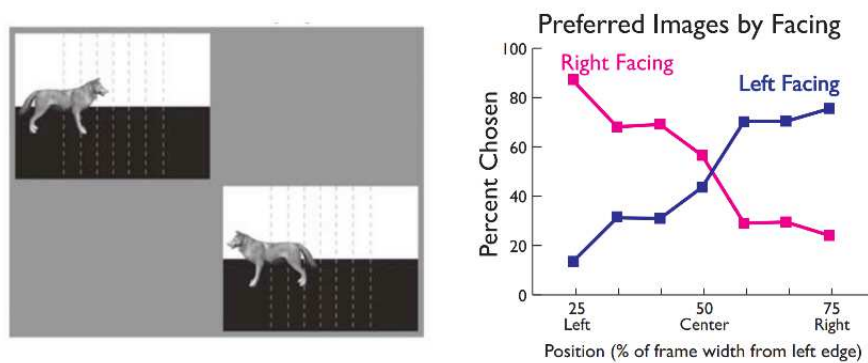 Preferred Images by Facing
100
80
60
40
20
0
Percent Chosen
Right Facing
Left Facing
25
50
75
Left
Center
Right
Position (% of frame width from left edge)